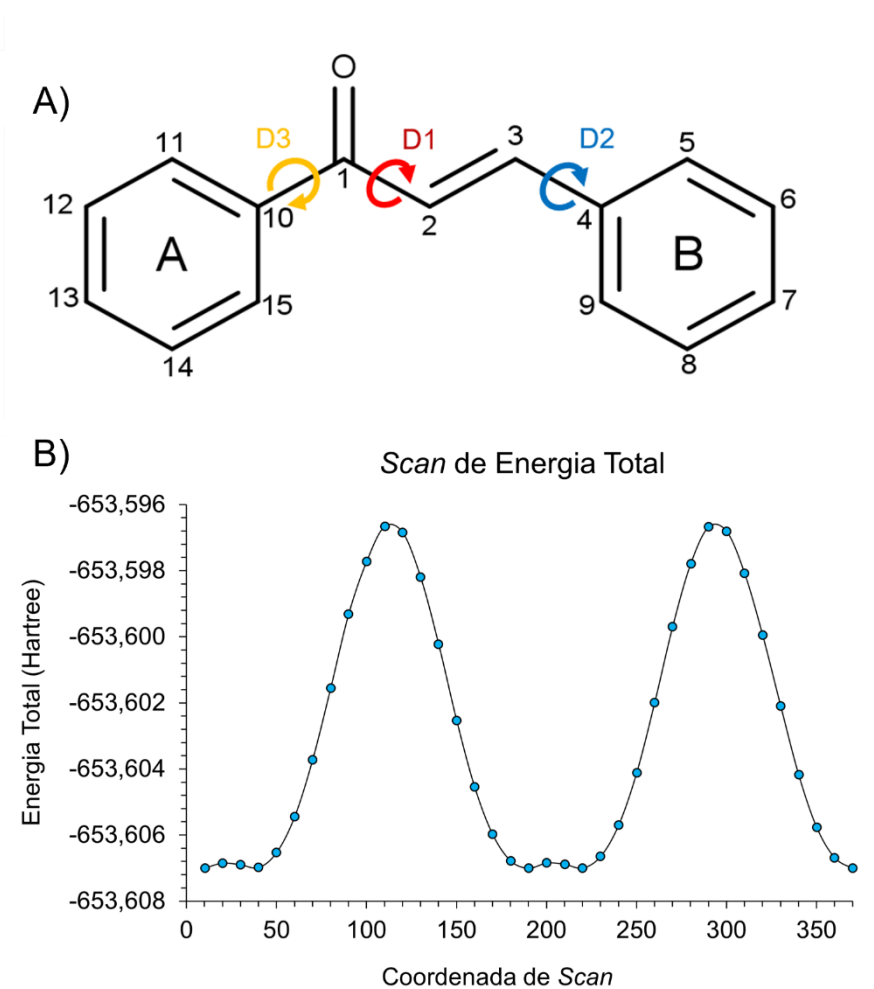 A)
O
D3
D1
D2
11
3
5
12
1
6
10
2
4
A
B
13
15
9
7
14
8
B)
Scan de Energia Total
-653,596
-653,598
-653,600
-653,602
-653,604
-653,606
-653,608
Energia Total (Hartree)
0
50
100
150
200
250
300
350
Coordenada de Scan